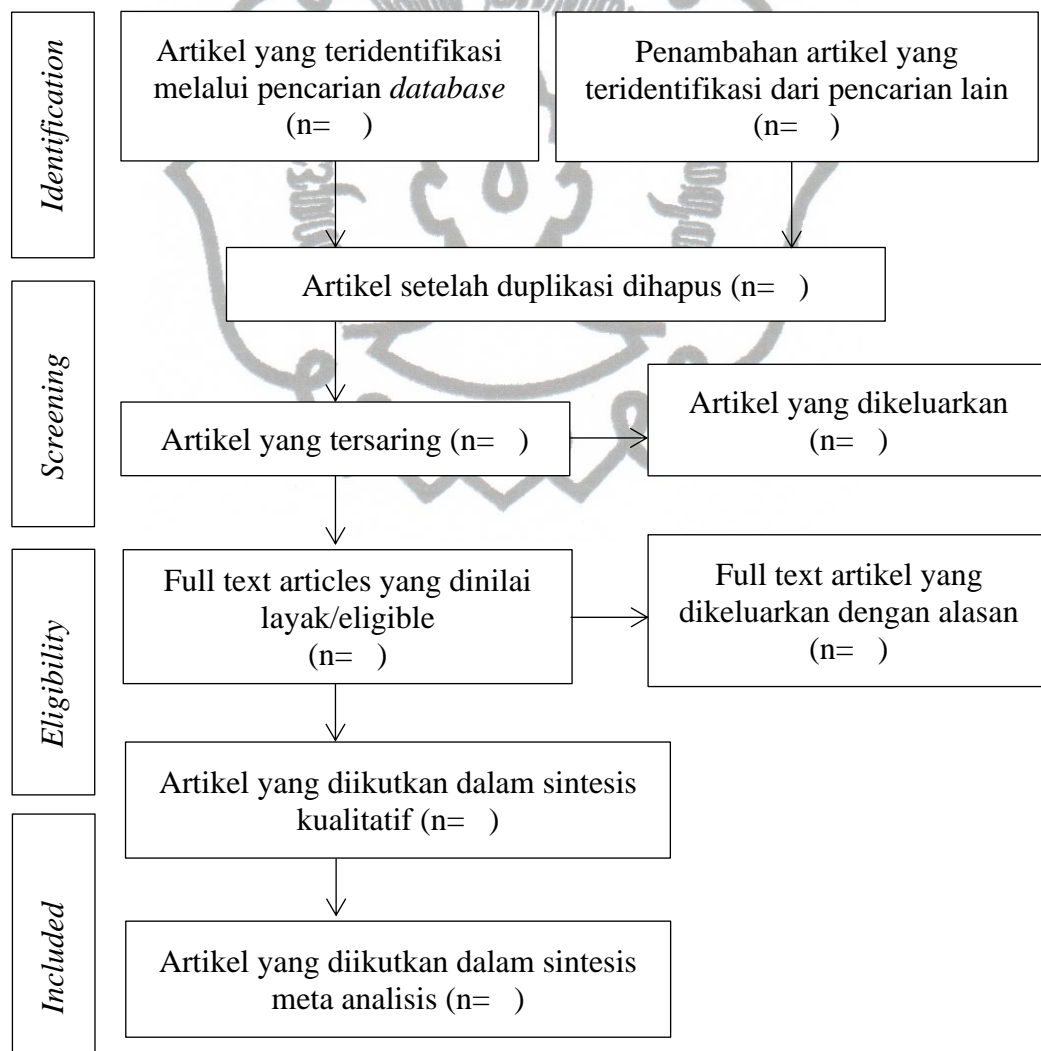 Identification
Artikel yang teridentifikasi
melalui pencarian database
(n=   )
Penambahan artikel yang
teridentifikasi dari pencarian lain
(n=   )
Artikel setelah duplikasi dihapus (n=   )
Screening
Artikel yang tersaring (n=   )
Artikel yang dikeluarkan
(n=   )
Eligibility
Full text articles yang dinilai
layak/eligible
(n=   )
Full text artikel yang
dikeluarkan dengan alasan
(n=   )
Artikel yang diikutkan dalam sintesis
kualitatif (n=   )
Included
Artikel yang diikutkan dalam sintesis
meta analisis (n=   )